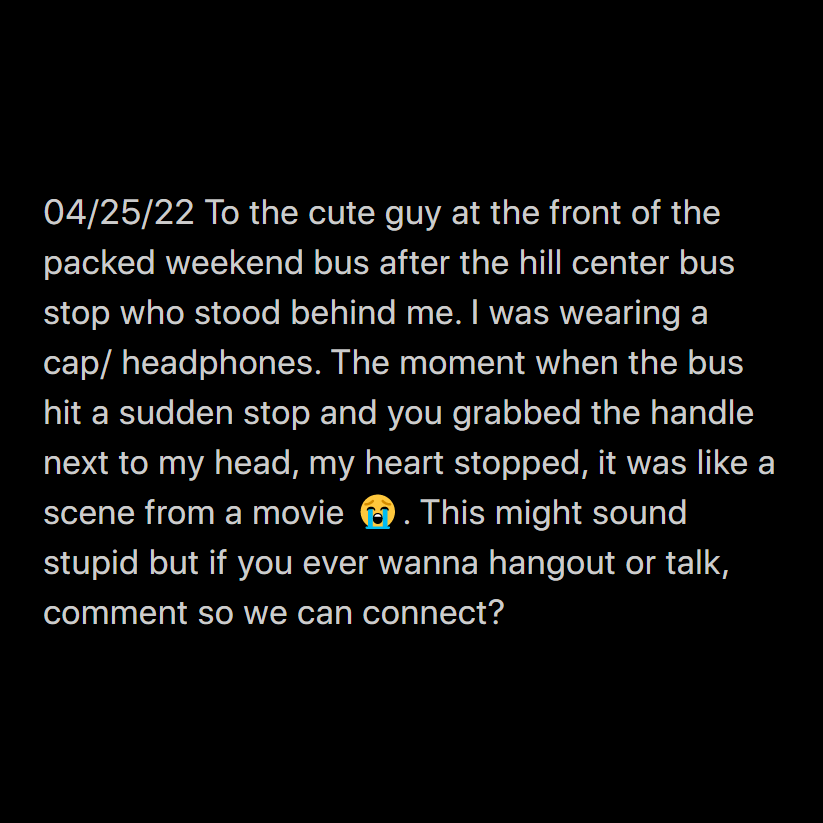 04/25/22 To the cute guy at the front of the
packed weekend bus after the hill center bus
stop who stood behind me. I was wearing a
cap/ headphones. The moment when the bus
hit a sudden stop and you grabbed the handle
next to my head, my heart stopped, it was like a
scene from a movie 😭. This might sound
stupid but if you ever wanna hangout or talk,
comment so we can connect?